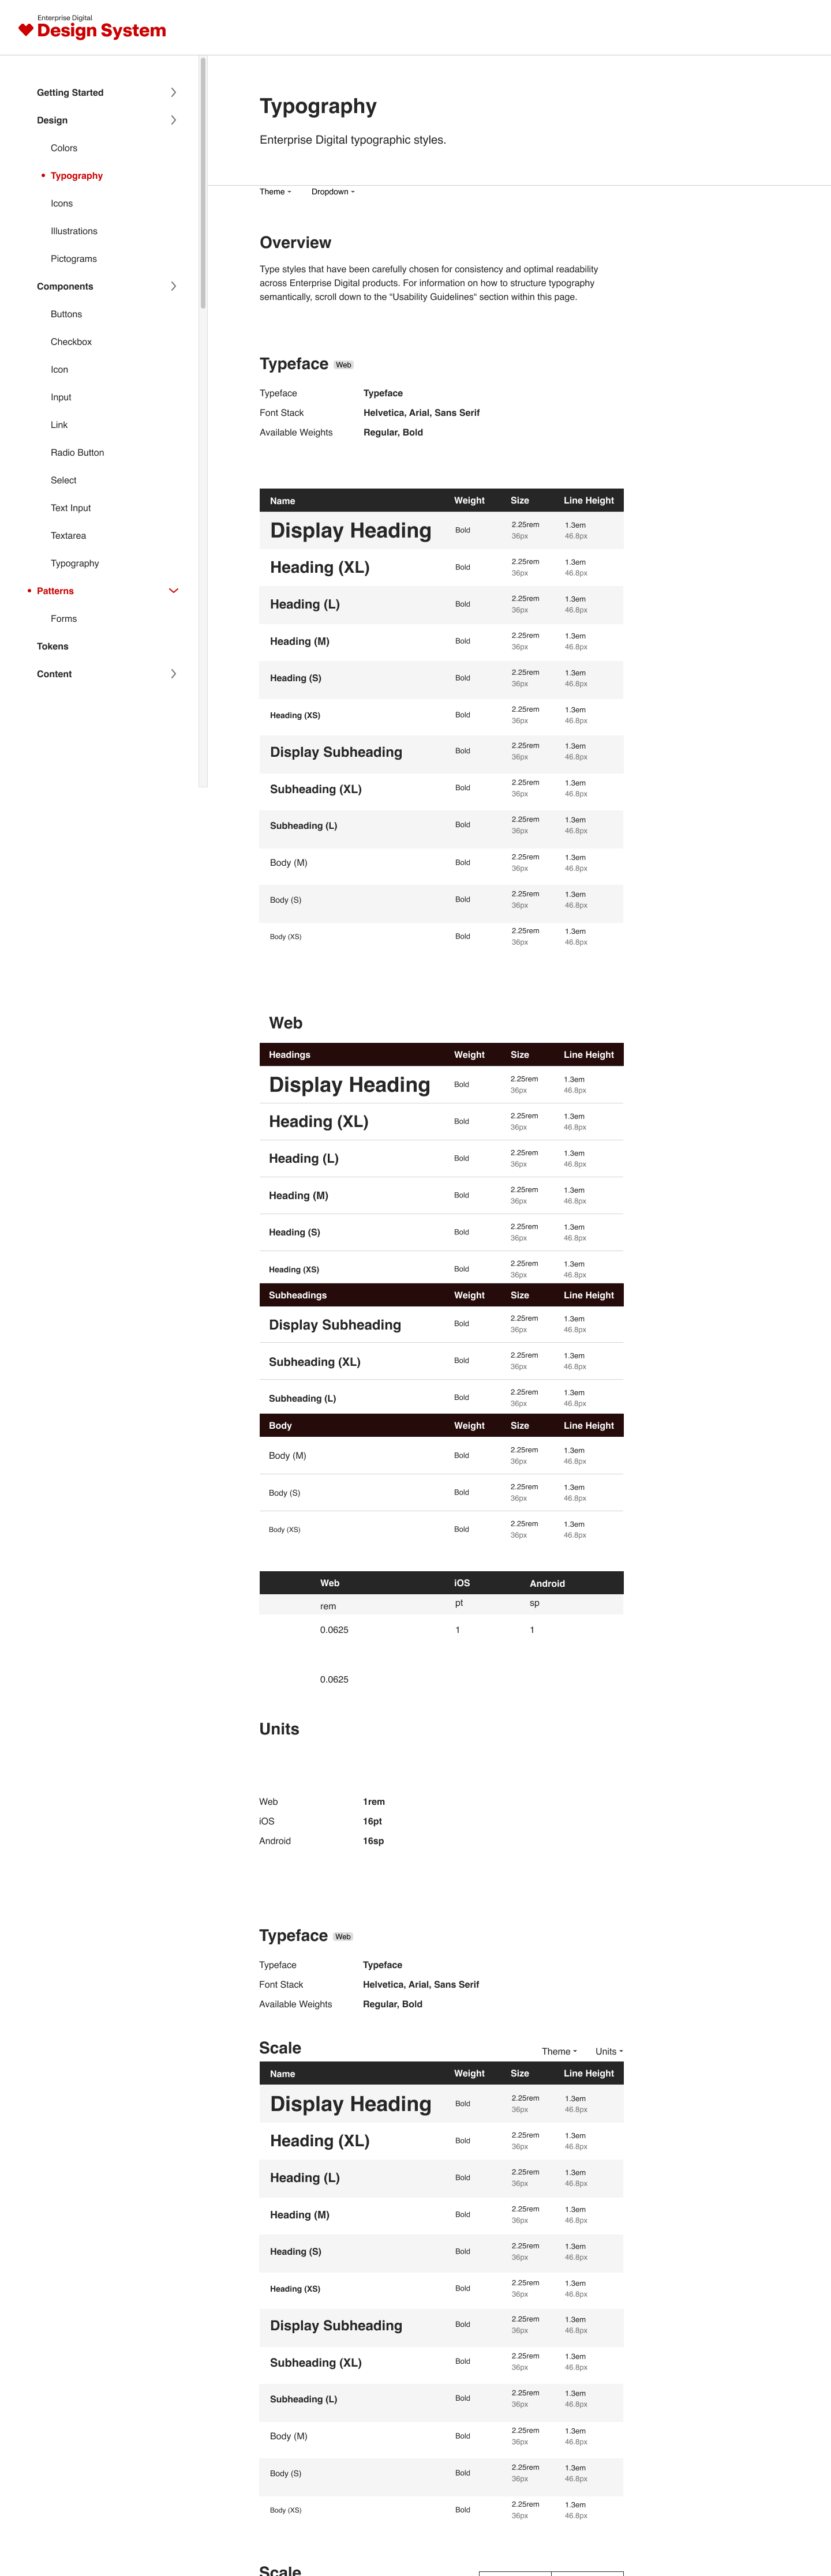 Enterprise Digital
Design System
Getting Started
Design
Colors
Typography
Icons
Illustrations
Pictograms
Components
Buttons
Checkbox
Icon
Input
Link
Radio Button
Select
Text Input
Textarea
Typography
Patterns
Forms
Tokens
Content
Typography
Enterprise Digital typographic styles.
Theme Dropdown
Overview
Type styles that have been carefully chosen for consistency and optimal readability
across Enterprise Digital products. For information on how to structure typography
semantically, scroll down to the "Usability Guidelines" section within this page.
Typeface Web
Typeface Typeface
Font Stack Helvetica, Arial, Sans Serif
Available Weights Regular, Bold
Name Weight Size Line Height
Display Heading Bold 2.25rem 1.3em
36px 46.8px
Heading (XL) Bold 2.25rem 1.3em
36px 46.8px
Heading (L) Bold 2.25rem 1.3em
36px 46.8px
Heading (M) Bold 2.25rem 1.3em
36px 46.8px
Heading (S) Bold 2.25rem 1.3em
36px 46.8px
Heading (XS) Bold 2.25rem 1.3em
36px 46.8px
Display Subheading Bold 2.25rem 1.3em
36px 46.8px
Subheading (XL) Bold 2.25rem 1.3em
36px 46.8px
Subheading (L) Bold 2.25rem 1.3em
36px 46.8px
Body (M) Bold 2.25rem 1.3em
36px 46.8px
Body (S) Bold 2.25rem 1.3em
36px 46.8px
Body (XS) Bold 2.25rem 1.3em
36px 46.8px
Web
Headings Weight Size Line Height
Display Heading Bold 2.25rem 1.3em
36px 46.8px
Heading (XL) Bold 2.25rem 1.3em
36px 46.8px
Heading (L) Bold 2.25rem 1.3em
36px 46.8px
Heading (M) Bold 2.25rem 1.3em
36px 46.8px
Heading (S) Bold 2.25rem 1.3em
36px 46.8px
Heading (XS) Bold 2.25rem 1.3em
36px 46.8px
Subheadings Weight Size Line Height
Display Subheading Bold 2.25rem 1.3em
36px 46.8px
Subheading (XL) Bold 2.25rem 1.3em
36px 46.8px
Subheading (L) Bold 2.25rem 1.3em
36px 46.8px
Body Weight Size Line Height
Body (M) Bold 2.25rem 1.3em
36px 46.8px
Body (S) Bold 2.25rem 1.3em
36px 46.8px
Body (XS) Bold 2.25rem 1.3em
36px 46.8px
Web iOS Android
rem pt sp
0.0625 1 1
0.0625
Units
Web 1rem
iOS 16pt
Android 16sp
Typeface Web
Typeface Typeface
Font Stack Helvetica, Arial, Sans Serif
Available Weights Regular, Bold
Scale Theme Units
Name Weight Size Line Height
Display Heading Bold 2.25rem 1.3em
36px 46.8px
Heading (XL) Bold 2.25rem 1.3em
36px 46.8px
Heading (L) Bold 2.25rem 1.3em
36px 46.8px
Heading (M) Bold 2.25rem 1.3em
36px 46.8px
Heading (S) Bold 2.25rem 1.3em
36px 46.8px
Heading (XS) Bold 2.25rem 1.3em
36px 46.8px
Display Subheading Bold 2.25rem 1.3em
36px 46.8px
Subheading (XL) Bold 2.25rem 1.3em
36px 46.8px
Subheading (L) Bold 2.25rem 1.3em
36px 46.8px
Body (M) Bold 2.25rem 1.3em
36px 46.8px
Body (S) Bold 2.25rem 1.3em
36px 46.8px
Body (XS) Bold 2.25rem 1.3em
36px 46.8px
Scale